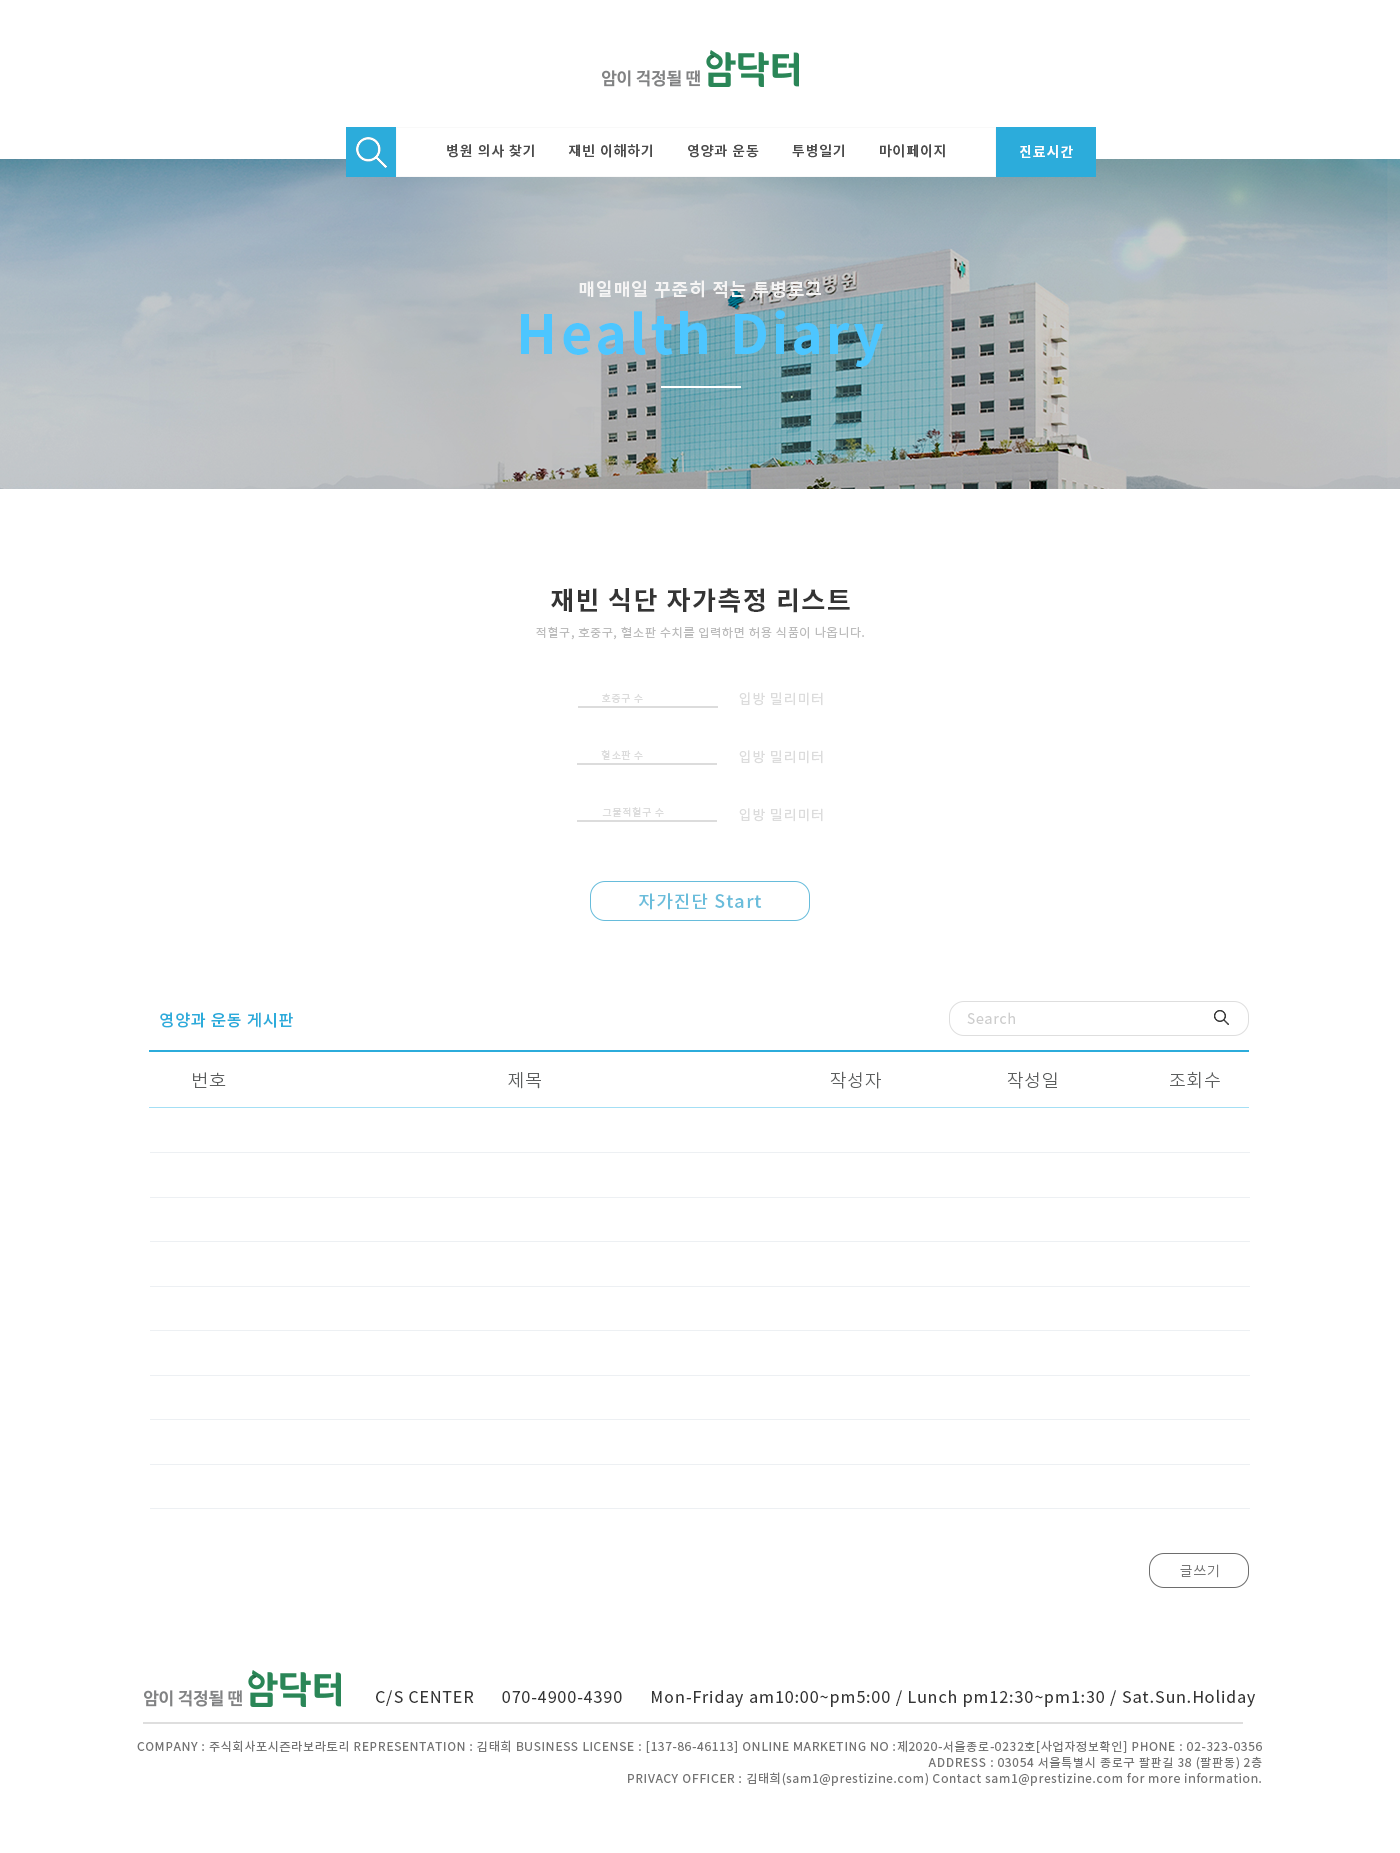 암이 걱정될 땐 암닥터
병원 의사 찾기 재빈 이해하기 영양과 운동 투병일기 마이페이지 진료시간
매일매일 꾸준히 적는 투병로그
Health Diary
재빈 식단 자가측정 리스트
적혈구, 호중구, 혈소판 수치를 입력하면 허용 식품이 나옵니다.
호중구 수 입방 밀리미터
혈소판 수 입방 밀리미터
그물적혈구 수 입방 밀리미터
자가진단 Start
영양과 운동 게시판 Search
번호 제목 작성자 작성일 조회수
글쓰기
암이 걱정될 땐 암닥터 C/S CENTER 070-4900-4390 Mon-Friday am10:00~pm5:00 / Lunch pm12:30~pm1:30 / Sat.Sun.Holiday
COMPANY : 주식회사포시즌라보라토리 REPRESENTATION : 김태희 BUSINESS LICENSE : [137-86-46113] ONLINE MARKETING NO :제2020-서울종로-0232호[사업자정보확인] PHONE : 02-323-0356
ADDRESS : 03054 서울특별시 종로구 팔판길 38 (팔판동) 2층
PRIVACY OFFICER : 김태희(sam1@prestizine.com) Contact sam1@prestizine.com for more information.